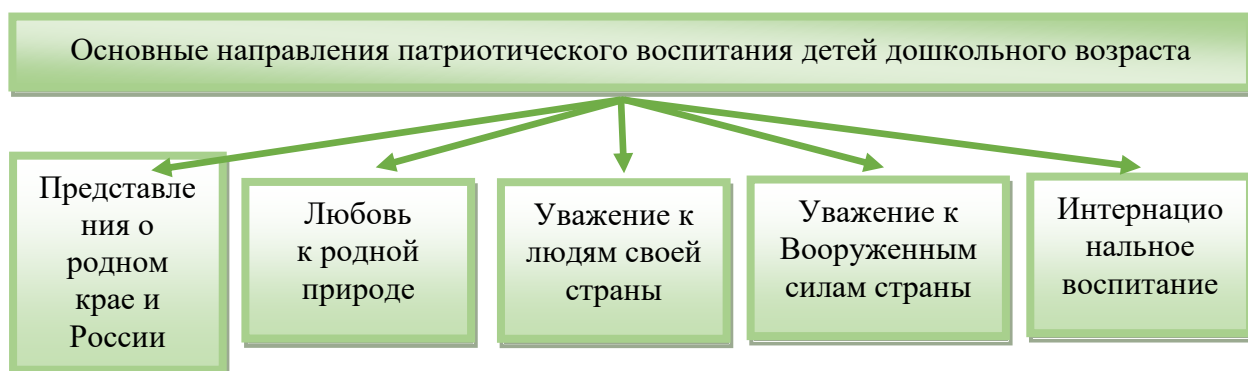 Основные направления патриотического воспитания детей дошкольного возраста
Представле
ния о
родном
крае и
России
Любовь
к родной
природе
Уважение к
людям своей
страны
Уважение к
Вооруженным
силам страны
Интернацио
нальное
воспитание